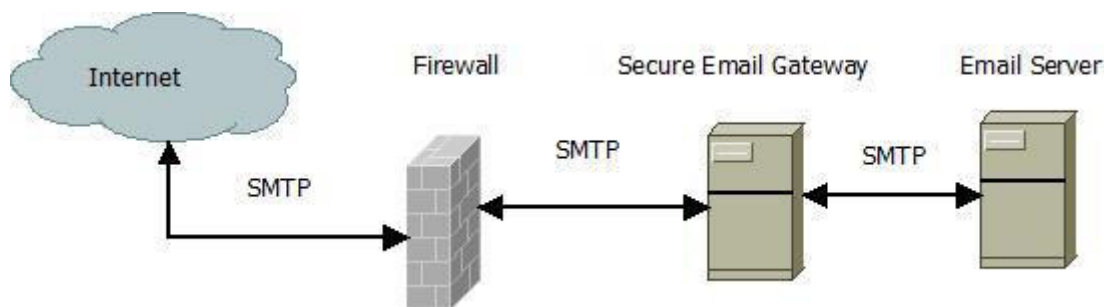 Internet
Firewall
Secure Email Gateway
Email Server
SMTP
SMTP
SMTP